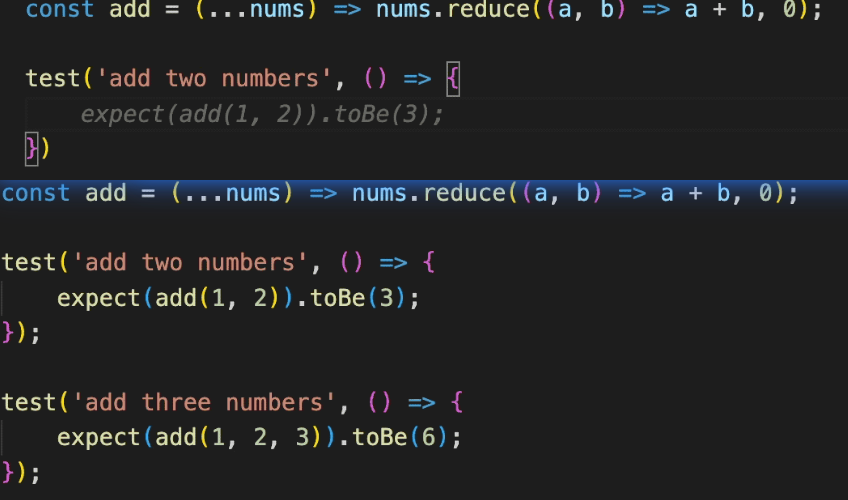 const add = (...nums) => nums.reduce((a, b) => a + b, 0);
test('add two numbers', () => {
expect(add(1, 2)).toBe(3);
})
const add = (...nums) => nums.reduce((a, b) => a + b, 0);
test('add two numbers', () => {
expect(add(1, 2)).toBe(3);
});
test('add three numbers', () => {
expect(add(1, 2, 3)).toBe(6);
});